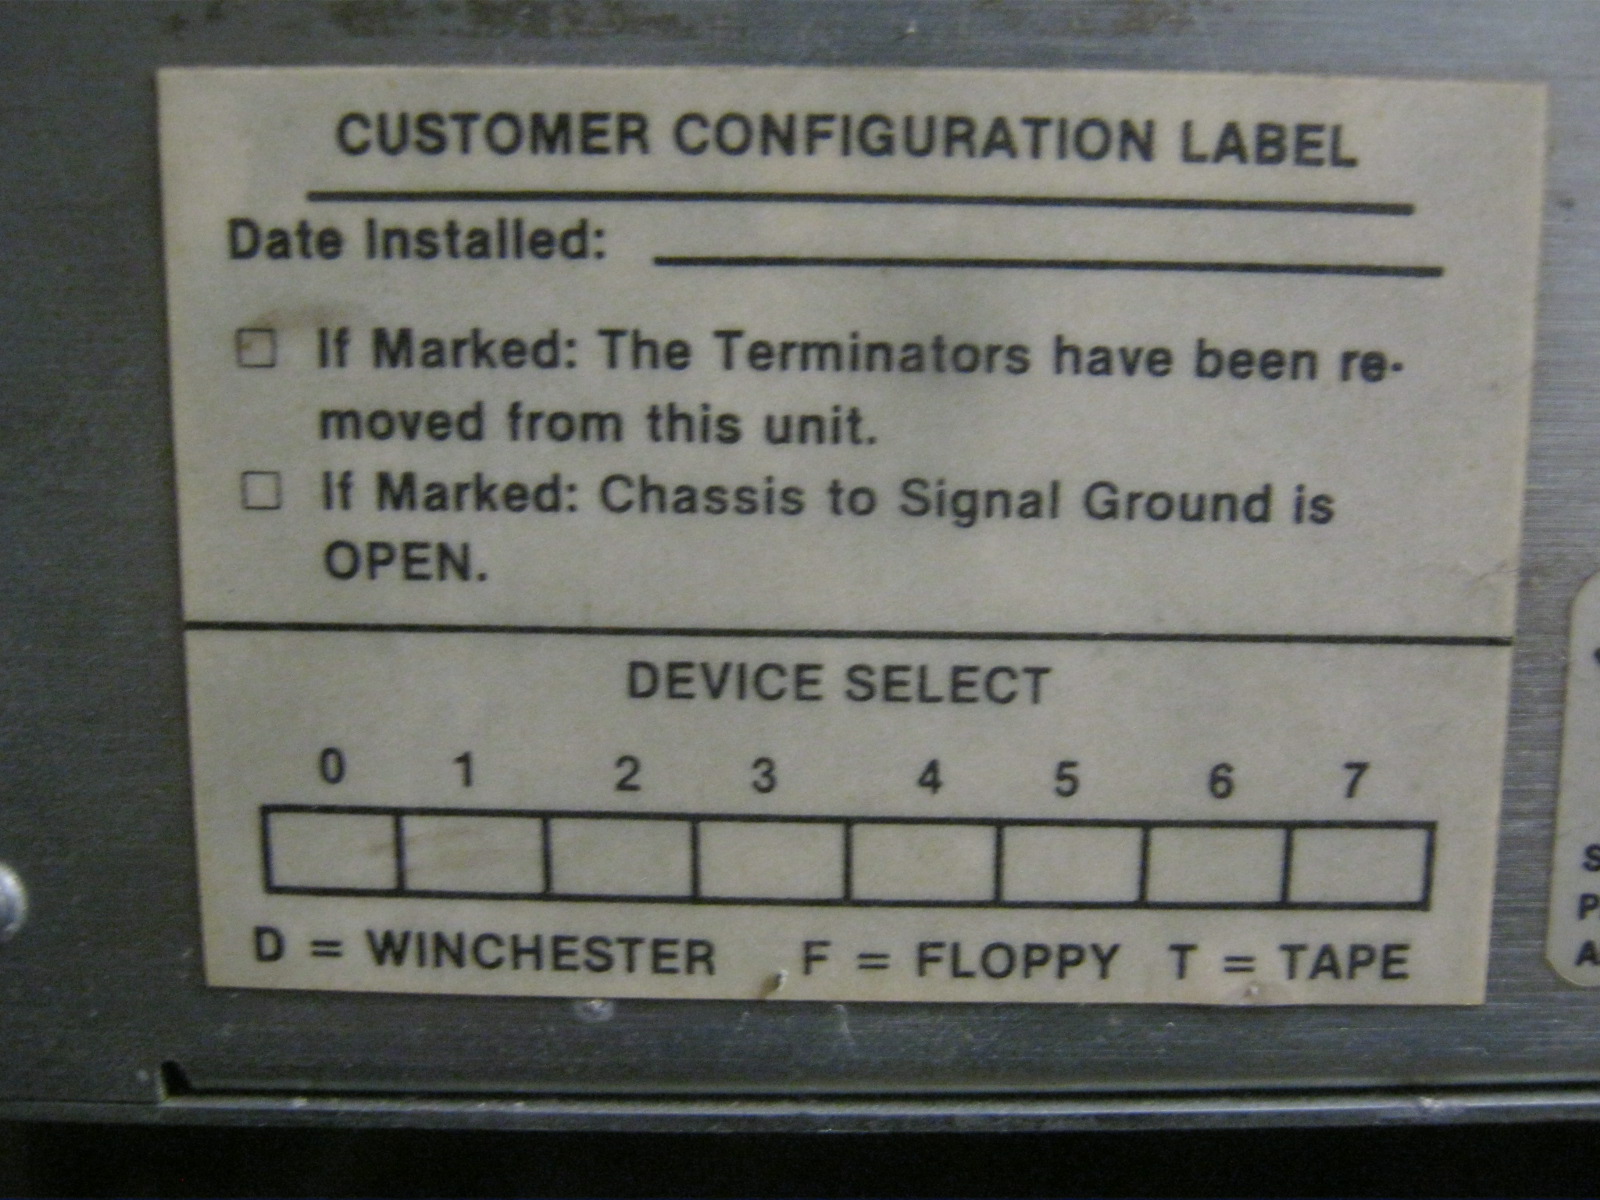 CUSTOMER CONFIGURATION LABEL
Date Installed:
If Marked: The Terminators have been re-
moved from this unit.
If Marked: Chassis to Signal Ground is
OPEN.
DEVICE SELECT
0 1 2 3 4 5 6 7
D = WINCHESTER F = FLOPPY T = TAPE